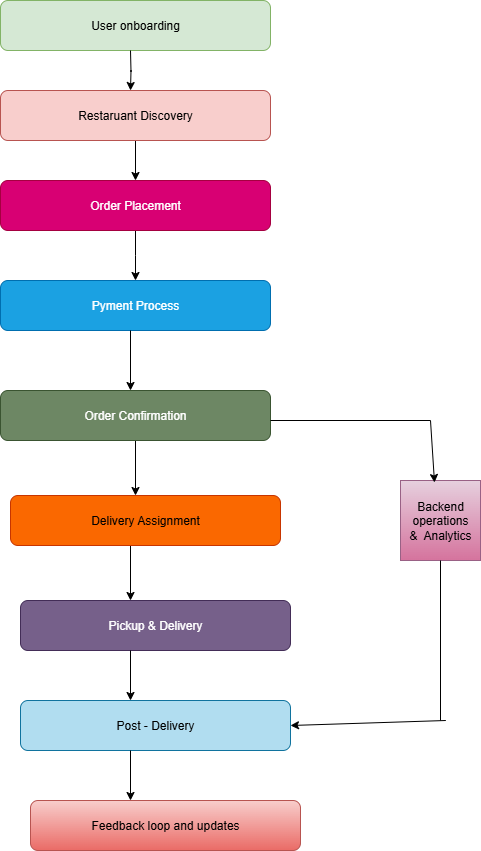 User onboarding
Restaruant Discovery
Order Placement
Pyment Process
Order Confirmation
Backend
operations
& Analytics
Delivery Assignment
Pickup & Delivery
Post - Delivery
Feedback loop and updates